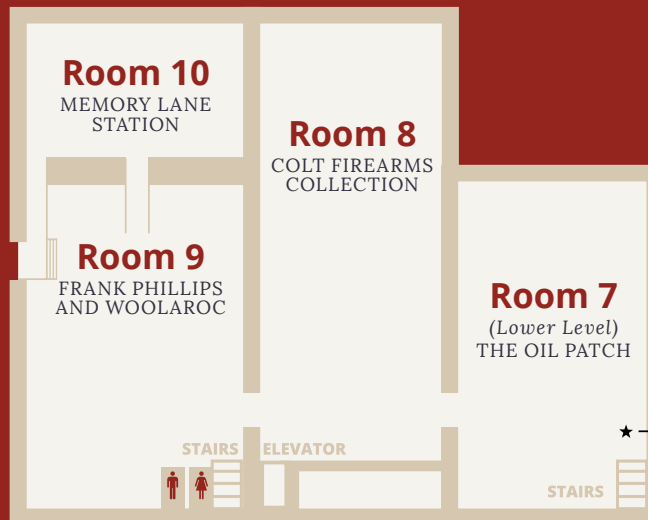 Room 10
MEMORY LANE
STATION
Room 8
COLT FIREARMS
COLLECTION
Room 9
FRANK PHILLIPS
AND WOOLAROC
Room 7
(Lower Level)
THE OIL PATCH
STAIRS
ELEVATOR
STAIRS